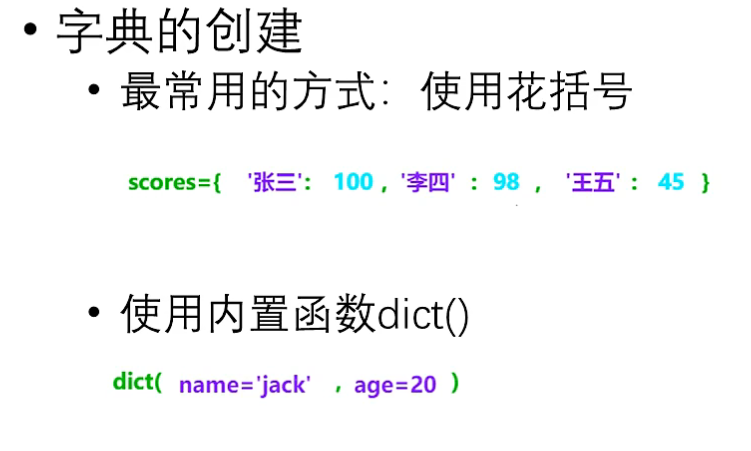 • 字典的创建
• 最常用的方式：使用花括号
scores={ '张三': 100 , '李四' : 98 , '王五' : 45 }
• 使用内置函数dict()
dict( name='jack' , age=20 )